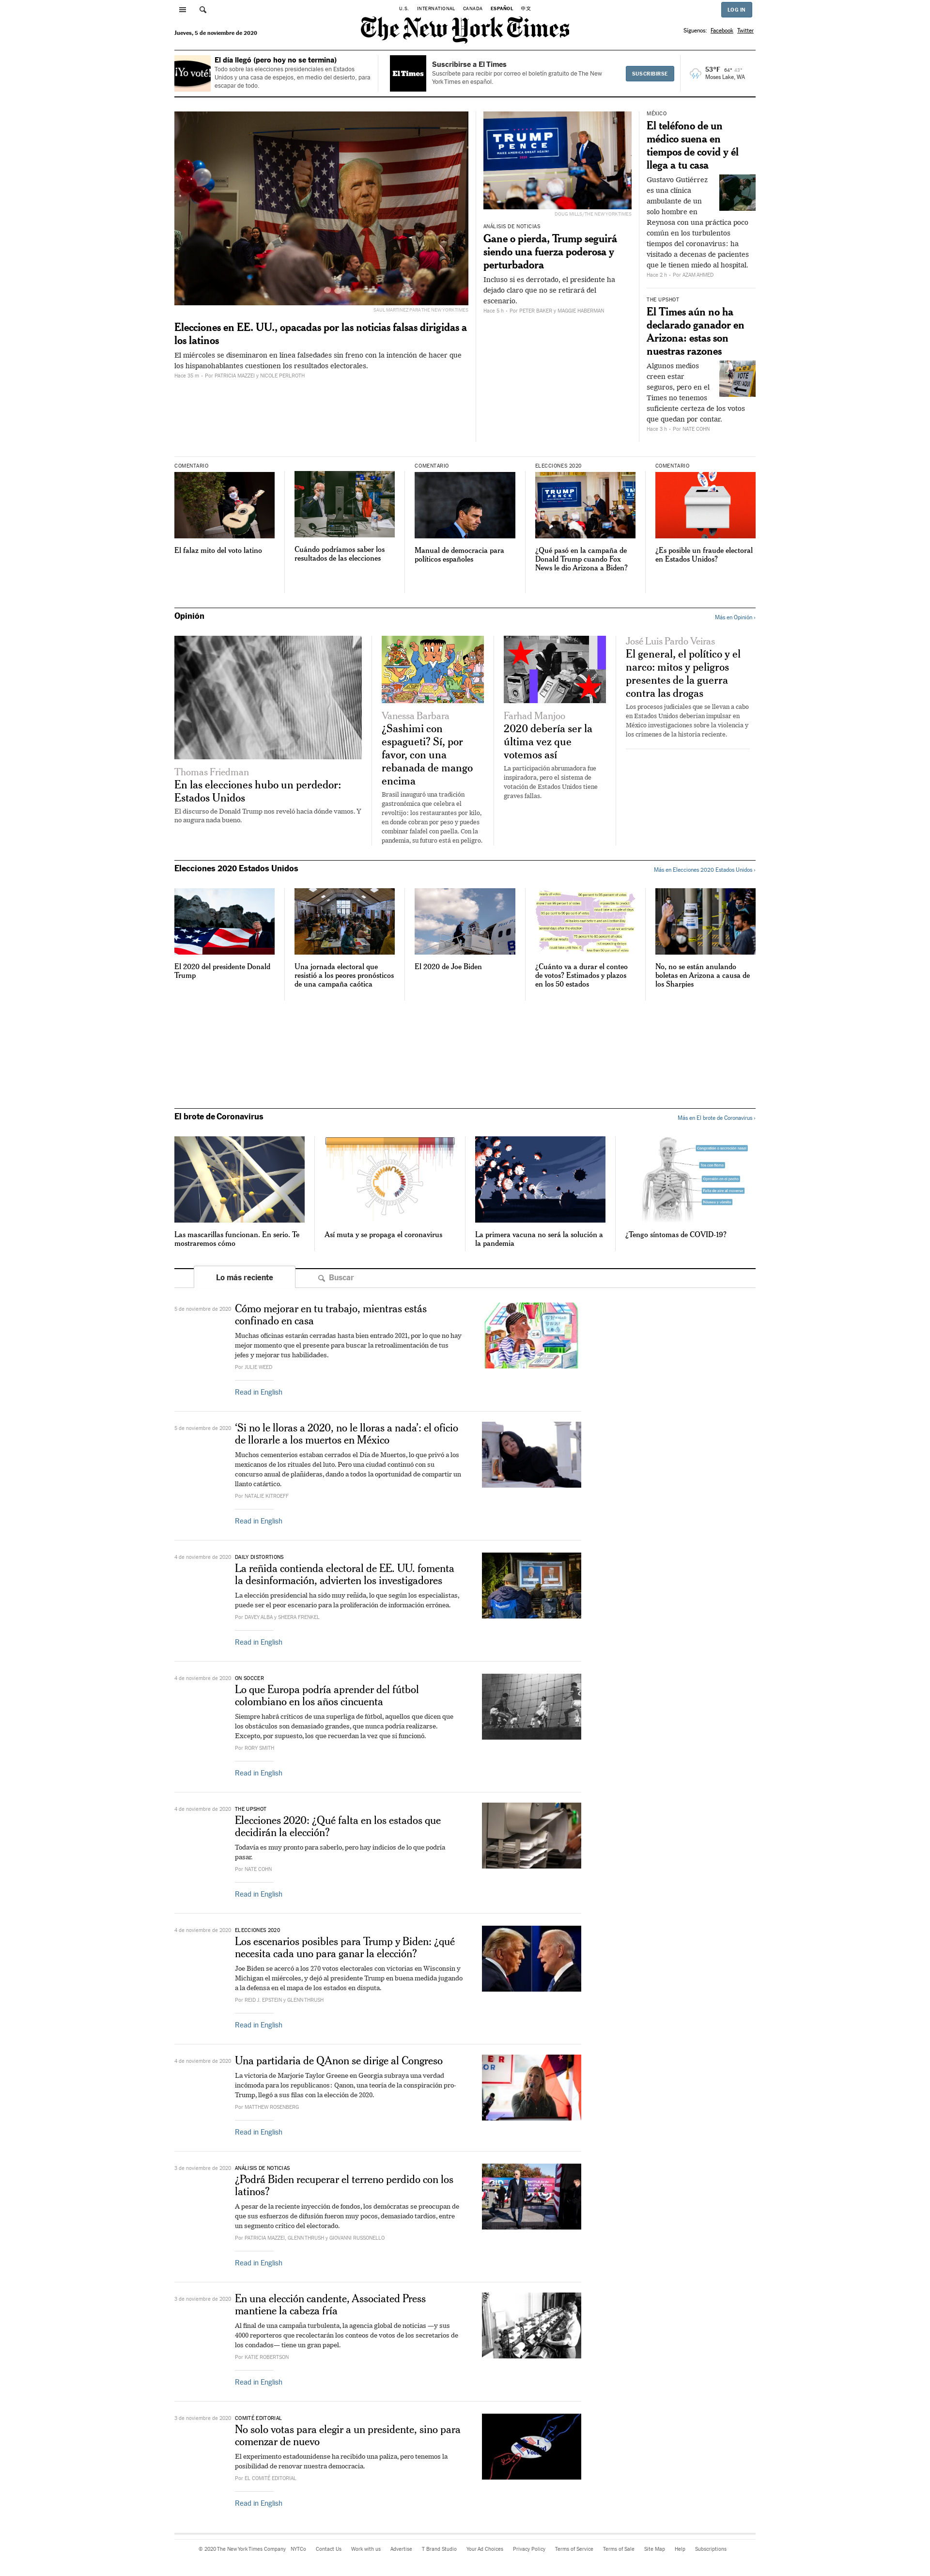 U.S. INTERNATIONAL CANADA ESPAÑOL 中文
LOG IN
Jueves, 5 de noviembre de 2020
The New York Times
Síguenos: Facebook Twitter
¡Yo voté!
El día llegó (pero hoy no se termina)
Todo sobre las elecciones presidenciales en Estados
Unidos y una casa de espejos, en medio del desierto, para
escapar de todo.
El Times
Suscribirse a El Times
Suscríbete para recibir por correo el boletín gratuito de The New
York Times en español.
SUSCRIBIRSE
53°F 64°
Moses Lake, WA
TRUMP
PENCE
SAUL MARTINEZ PARA THE NEW YORK TIMES
Elecciones en EE. UU., opacadas por las noticias falsas dirigidas a
los latinos
El miércoles se diseminaron en línea falsedades sin freno con la intención de hacer que
los hispanohablantes cuestionen los resultados electorales.
Hace 35 m · Por PATRICIA MAZZEI y NICOLE PERLROTH
DOUG MILLS/THE NEW YORK TIMES
ANÁLISIS DE NOTICIAS
Gane o pierda, Trump seguirá
siendo una fuerza poderosa y
perturbadora
Incluso si es derrotado, el presidente ha
dejado claro que no se retirará del
escenario.
Hace 5 h · Por PETER BAKER y MAGGIE HABERMAN
MÉXICO
El teléfono de un
médico suena en
tiempos de covid y él
llega a tu casa
Gustavo Gutiérrez
es una clínica
ambulante de un
solo hombre en
Reynosa con una práctica poco
común en los turbulentos
tiempos del coronavirus: ha
visitado a decenas de pacientes
que le tienen miedo al hospital.
Hace 2 h · Por AZAM AHMED
THE UPSHOT
El Times aún no ha
declarado ganador en
Arizona: estas son
nuestras razones
Algunos medios
creen estar
seguros, pero en el
Times no tenemos
suficiente certeza de los votos
que quedan por contar.
Hace 3 h · Por NATE COHN
VOTE
COMENTARIO
El falaz mito del voto latino
Cuándo podríamos saber los
resultados de las elecciones
COMENTARIO
Manual de democracia para
políticos españoles
ELECCIONES 2020
TRUMP
¿Qué pasó en la campaña de
Donald Trump cuando Fox
News le dio Arizona a Biden?
COMENTARIO
¿Es posible un fraude electoral
en Estados Unidos?
Opinión
Más en Opinión ›
Thomas Friedman
En las elecciones hubo un perdedor:
Estados Unidos
El discurso de Donald Trump nos reveló hacia dónde vamos. Y
no augura nada bueno.
Vanessa Barbara
¿Sashimi con
espagueti? Sí, por
favor, con una
rebanada de mango
encima
Brasil inauguró una tradición
gastronómica que celebra el
revoltijo: los restaurantes por kilo,
en donde cobran por peso y puedes
combinar falafel con paella. Con la
pandemia, su futuro está en peligro.
Farhad Manjoo
2020 debería ser la
última vez que
votemos así
La participación abrumadora fue
inspiradora, pero el sistema de
votación de Estados Unidos tiene
graves fallas.
José Luis Pardo Veiras
El general, el político y el
narco: mitos y peligros
presentes de la guerra
contra las drogas
Los procesos judiciales que se llevan a cabo
en Estados Unidos deberían impulsar en
México investigaciones sobre la violencia y
los crímenes de la historia reciente.
Elecciones 2020 Estados Unidos
Más en Elecciones 2020 Estados Unidos ›
El 2020 del presidente Donald
Trump
Una jornada electoral que
resistió a los peores pronósticos
de una campaña caótica
El 2020 de Joe Biden
¿Cuánto va a durar el conteo
de votos? Estimados y plazos
en los 50 estados
No, no se están anulando
boletas en Arizona a causa de
los Sharpies
El brote de Coronavirus
Más en El brote de Coronavirus ›
Las mascarillas funcionan. En serio. Te
mostraremos cómo
Así muta y se propaga el coronavirus
La primera vacuna no será la solución a
la pandemia
¿Tengo síntomas de COVID-19?
Lo más reciente
Buscar
5 de noviembre de 2020
Cómo mejorar en tu trabajo, mientras estás
confinado en casa
Muchas oficinas estarán cerradas hasta bien entrado 2021, por lo que no hay
mejor momento que el presente para buscar la retroalimentación de tus
jefes y mejorar tus habilidades.
Por JULIE WEED
Read in English
5 de noviembre de 2020
‘Si no le lloras a 2020, no le lloras a nada’: el oficio
de llorarle a los muertos en México
Muchos cementerios estaban cerrados el Día de Muertos, lo que privó a los
mexicanos de los rituales del luto. Pero una ciudad continuó con su
concurso anual de plañideras, dando a todos la oportunidad de compartir un
llanto catártico.
Por NATALIE KITROEFF
Read in English
4 de noviembre de 2020
DAILY DISTORTIONS
La reñida contienda electoral de EE. UU. fomenta
la desinformación, advierten los investigadores
La elección presidencial ha sido muy reñida, lo que según los especialistas,
puede ser el peor escenario para la proliferación de información errónea.
Por DAVEY ALBA y SHEERA FRENKEL
Read in English
4 de noviembre de 2020
ON SOCCER
Lo que Europa podría aprender del fútbol
colombiano en los años cincuenta
Siempre habrá críticos de una superliga de fútbol, aquellos que dicen que
los obstáculos son demasiado grandes, que nunca podría realizarse.
Excepto, por supuesto, los que recuerdan la vez que sí funcionó.
Por RORY SMITH
Read in English
4 de noviembre de 2020
THE UPSHOT
Elecciones 2020: ¿Qué falta en los estados que
decidirán la elección?
Todavía es muy pronto para saberlo, pero hay indicios de lo que podría
pasar.
Por NATE COHN
Read in English
4 de noviembre de 2020
ELECCIONES 2020
Los escenarios posibles para Trump y Biden: ¿qué
necesita cada uno para ganar la elección?
Joe Biden se acercó a los 270 votos electorales con victorias en Wisconsin y
Michigan el miércoles, y dejó al presidente Trump en buena medida jugando
a la defensa en el mapa de los estados en disputa.
Por REID J. EPSTEIN y GLENN THRUSH
Read in English
4 de noviembre de 2020
Una partidaria de QAnon se dirige al Congreso
La victoria de Marjorie Taylor Greene en Georgia subraya una verdad
incómoda para los republicanos: Qanon, una teoría de la conspiración pro-
Trump, llegó a sus filas con la elección de 2020.
Por MATTHEW ROSENBERG
Read in English
3 de noviembre de 2020
ANÁLISIS DE NOTICIAS
¿Podrá Biden recuperar el terreno perdido con los
latinos?
A pesar de la reciente inyección de fondos, los demócratas se preocupan de
que sus esfuerzos de difusión fueron muy pocos, demasiado tardíos, entre
un segmento crítico del electorado.
Por PATRICIA MAZZEI, GLENN THRUSH y GIOVANNI RUSSONELLO
Read in English
3 de noviembre de 2020
En una elección candente, Associated Press
mantiene la cabeza fría
Al final de una campaña turbulenta, la agencia global de noticias —y sus
4000 reporteros que recolectarán los conteos de votos de los secretarios de
los condados— tiene un gran papel.
Por KATIE ROBERTSON
Read in English
3 de noviembre de 2020
COMITÉ EDITORIAL
No solo votas para elegir a un presidente, sino para
comenzar de nuevo
El experimento estadounidense ha recibido una paliza, pero tenemos la
posibilidad de renovar nuestra democracia.
Por EL COMITÉ EDITORIAL
Read in English
© 2020 The New York Times Company NYTCo Contact Us Work with us Advertise T Brand Studio Your Ad Choices Privacy Policy Terms of Service Terms of Sale Site Map Help Subscriptions